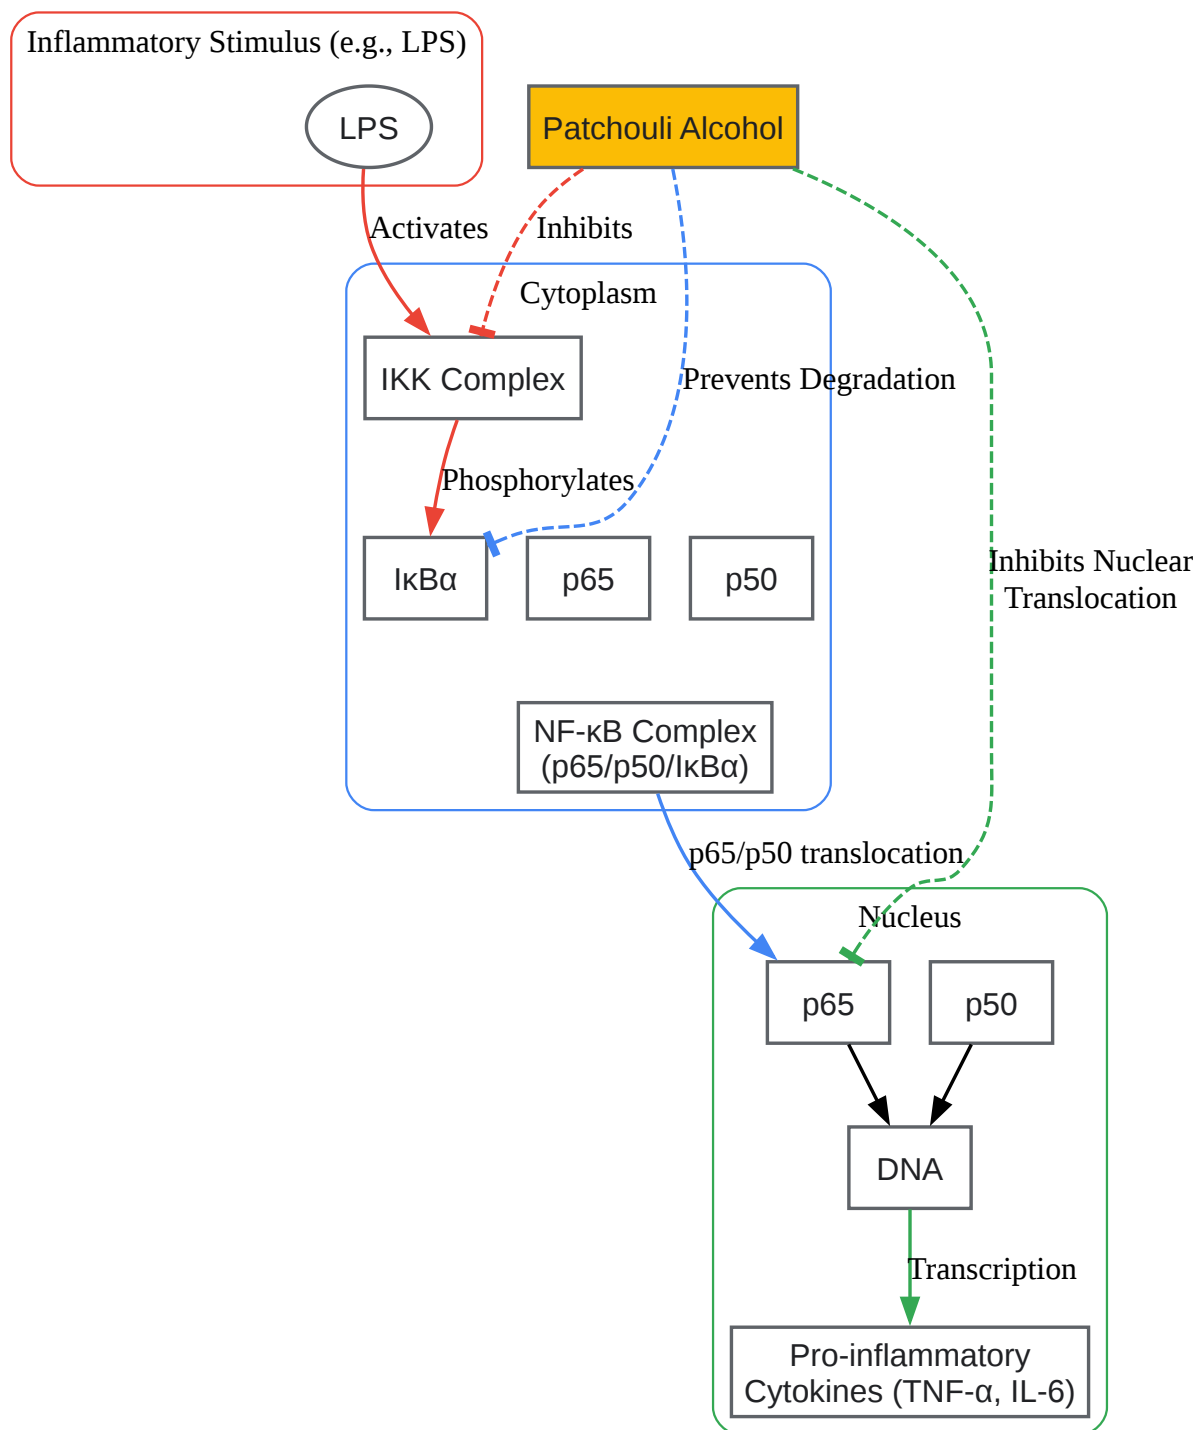 Inflammatory Stimulus (e.g., LPS)
LPS
Patchouli Alcohol
Activates
Inhibits
Cytoplasm
IKK Complex
Prevents Degradation
Phosphorylates
IκBα
p65
p50
Inhibits Nuclear
Translocation
NF-κB Complex
(p65/p50/IκBα)
p65/p50 translocation
Nucleus
p65
p50
DNA
Transcription
Pro-inflammatory
Cytokines (TNF-α, IL-6)